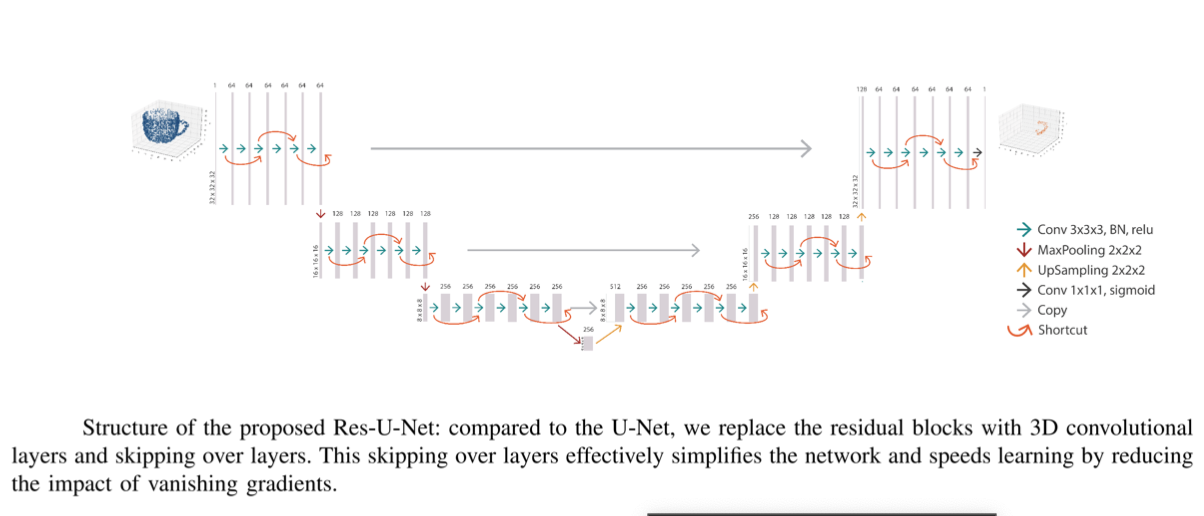 1 64 64 64 64 64 64
128 64 64 64 64 64 1
32 x 32 x 32
32 x 32 x 32
128 128 128 128 128 128
256 128 128 128 128 128
16 x 16 x 16
16 x 16 x 16
256 256 256 256 256 256
512 256 256 256 256 256
8 x 8 x 8
8 x 8 x 8
256
Conv 3x3x3, BN, relu
MaxPooling 2x2x2
UpSampling 2x2x2
Conv 1x1x1, sigmoid
Copy
Shortcut
Structure of the proposed Res-U-Net: compared to the U-Net, we replace the residual blocks with 3D convolutional
layers and skipping over layers. This skipping over layers effectively simplifies the network and speeds learning by reducing
the impact of vanishing gradients.